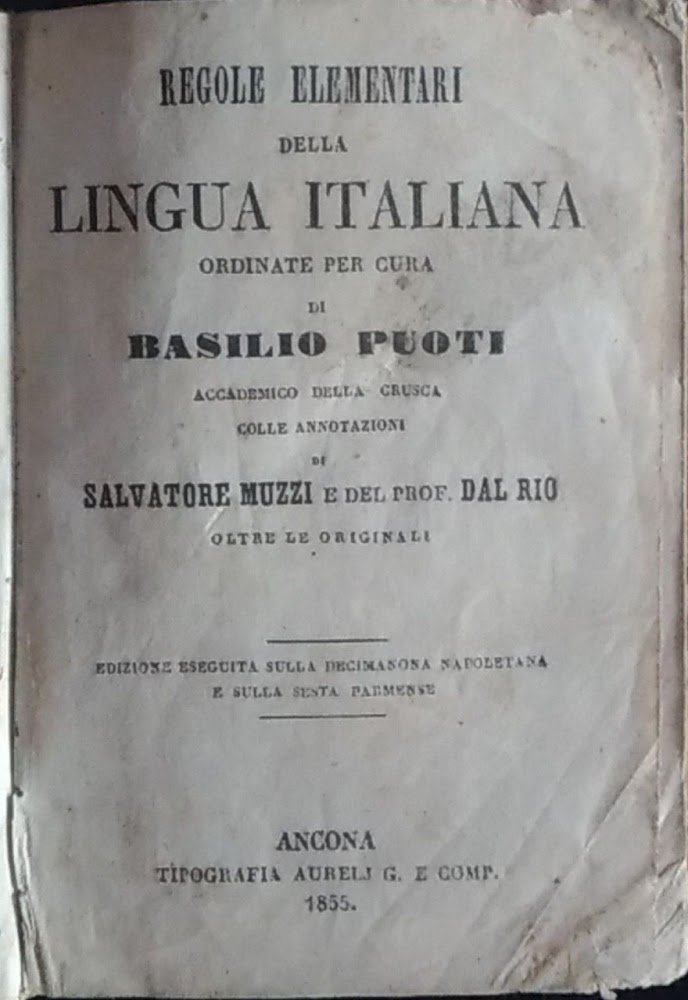 REGOLE ELEMENTARI
DELLA
LINGUA ITALIANA
ORDINATE PER CURA
DI
BASILIO PUOTI
ACCADEMICO DELLA CRUSCA
COLLE ANNOTAZIONI
DI
SALVATORE MUZZI E DEL PROF. DAL RIO
OLTRE LE ORIGINALI
EDIZIONE ESEGUITA SULLA DECIMANONA NAPOLETANA
E SULLA SESTA PARMENSE
ANCONA
TIPOGRAFIA AURELJ G. E COMP.
1855.